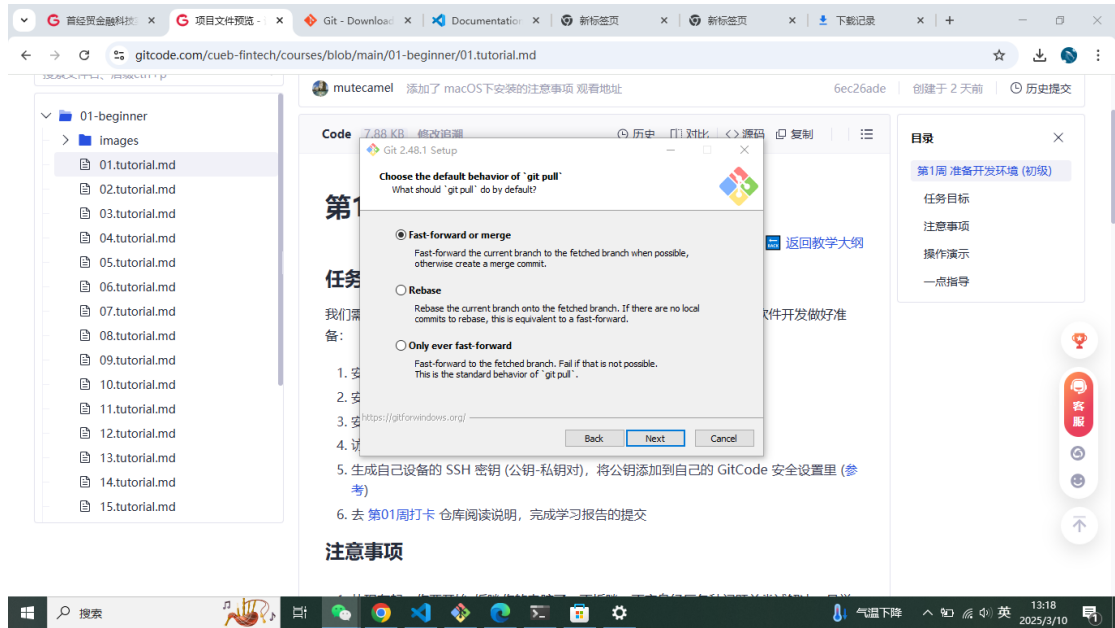 首经贸金融科技
项目文件预览 -
Git - Download
Documentation
新标签页
新标签页
下载记录
gitcode.com/cueb-fintech/courses/blob/main/01-beginner/01.tutorial.md
mutecamel 添加了 macOS下安装的注意事项 观看地址
6ec26ade 创建于 2 天前 历史提交
01-beginner
images
01.tutorial.md
02.tutorial.md
03.tutorial.md
04.tutorial.md
05.tutorial.md
06.tutorial.md
07.tutorial.md
08.tutorial.md
09.tutorial.md
10.tutorial.md
11.tutorial.md
12.tutorial.md
13.tutorial.md
14.tutorial.md
15.tutorial.md
Code 7.88 KB 修改追溯 历史 对比 源码 复制
第1
返回教学大纲
任务
我们需 软件开发做好准
备：
1. 安
2. 安
3. 安
4. 访
5. 生成自己设备的 SSH 密钥 (公钥-私钥对)，将公钥添加到自己的 GitCode 安全设置里 (参
考)
6. 去 第01周打卡 仓库阅读说明，完成学习报告的提交
注意事项
Git 2.48.1 Setup
Choose the default behavior of `git pull`
What should `git pull` do by default?
Fast-forward or merge
Fast-forward the current branch to the fetched branch when possible,
otherwise create a merge commit.
Rebase
Rebase the current branch onto the fetched branch. If there are no local
commits to rebase, this is equivalent to a fast-forward.
Only ever fast-forward
Fast-forward to the fetched branch. Fail if that is not possible.
This is the standard behavior of `git pull`.
https://gitforwindows.org/
Back
Next
Cancel
目录
第1周 准备开发环境 (初级)
任务目标
注意事项
操作演示
一点指导
客
服
搜索
气温下降
英
13:18
2025/3/10
1